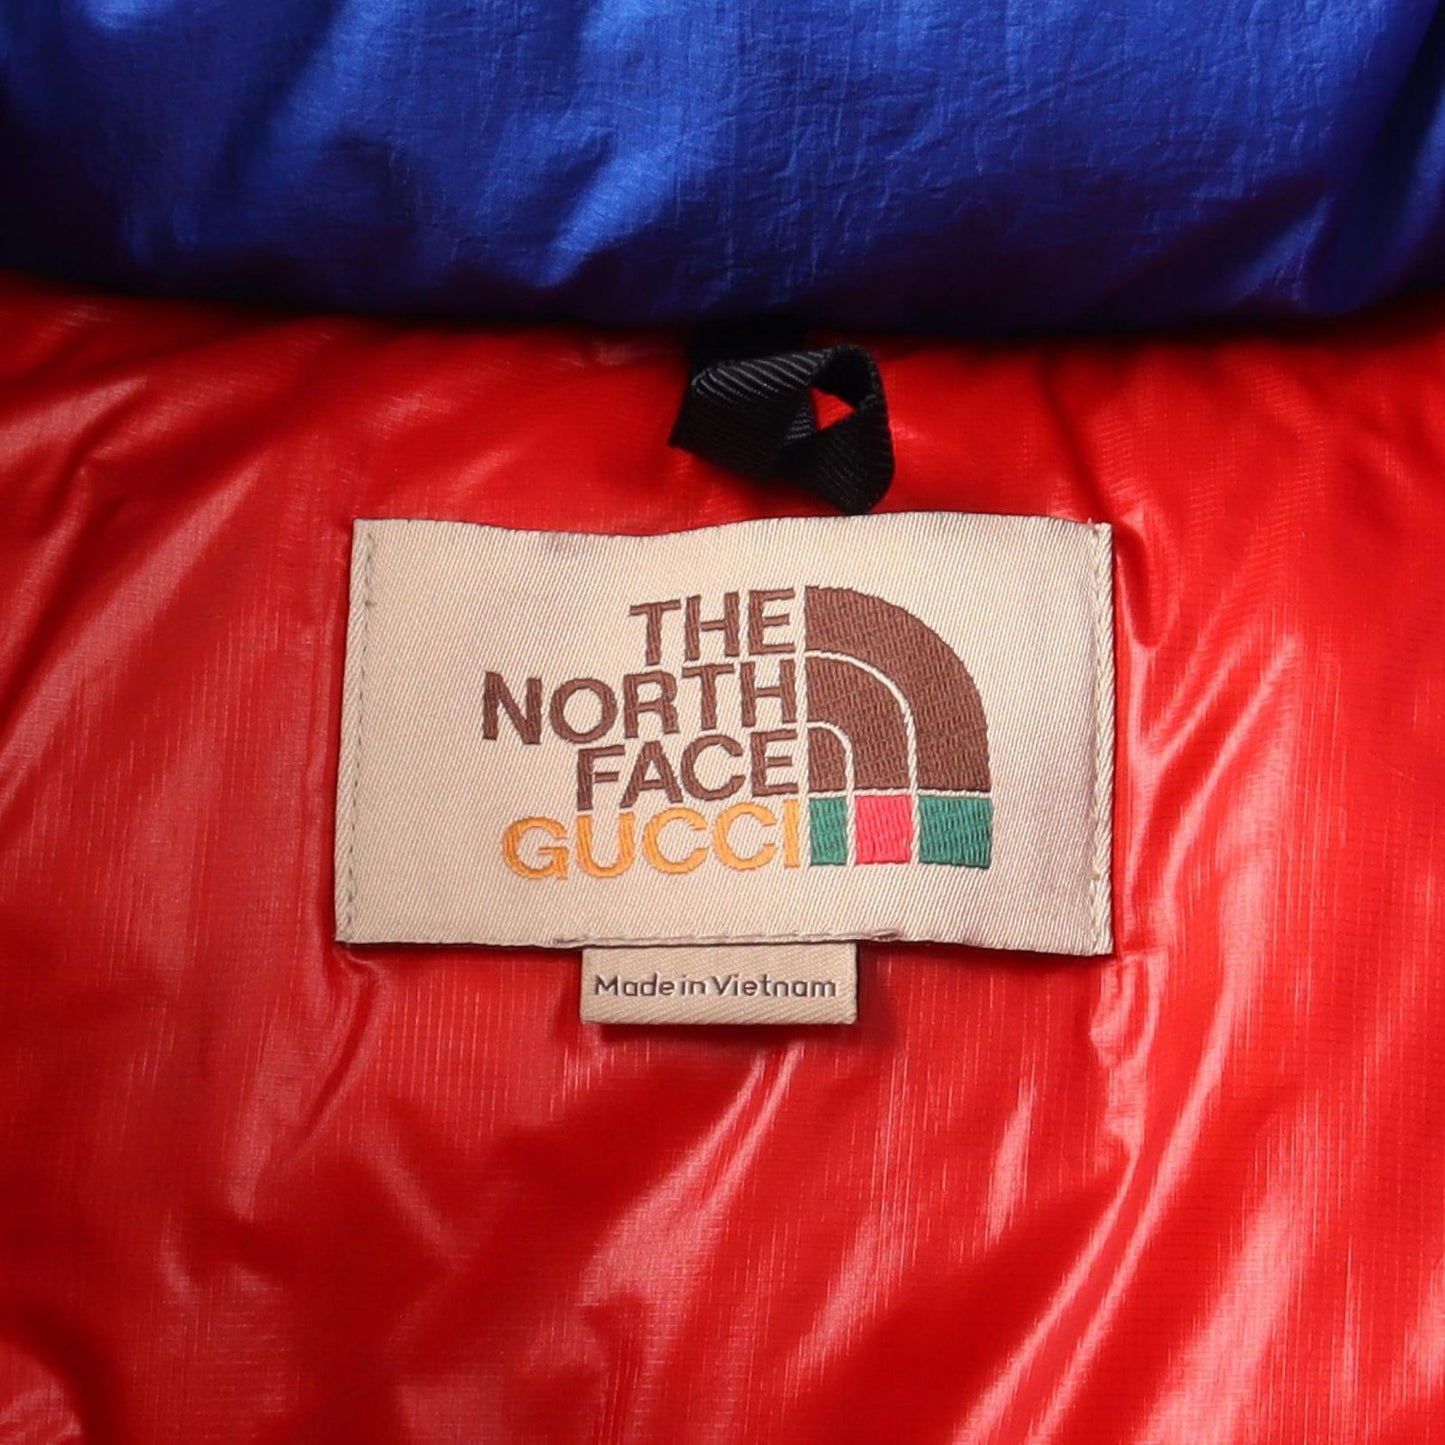 THE
NORTH
FACE
GUCCI
Made in Vietnam